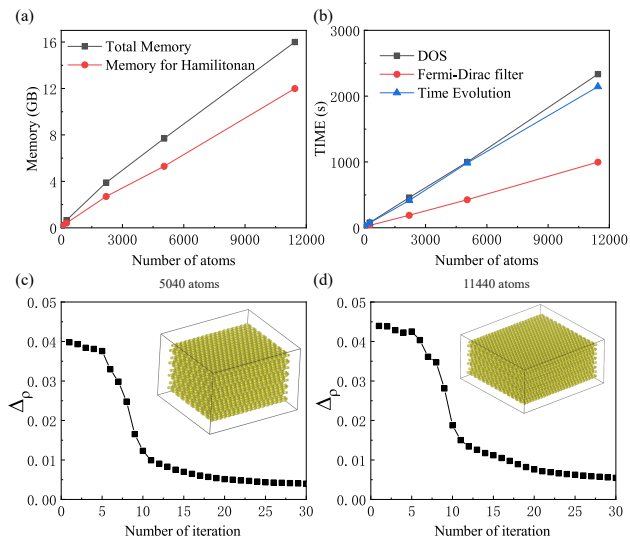 (a)
Total Memory
Memory for Hamilitonan
Memory (GB)
16
12
8
4
0
0
3000
6000
9000
12000
Number of atoms
(b)
DOS
Fermi-Dirac filter
Time Evolution
TIME (s)
3000
2000
1000
0
0
3000
6000
9000
12000
Number of atoms
(c)
5040 atoms
Δρ
0.05
0.04
0.03
0.02
0.01
0.00
0
5
10
15
20
25
30
Number of iteration
(d)
11440 atoms
Δρ
0.05
0.04
0.03
0.02
0.01
0.00
0
5
10
15
20
25
30
Number of iteration